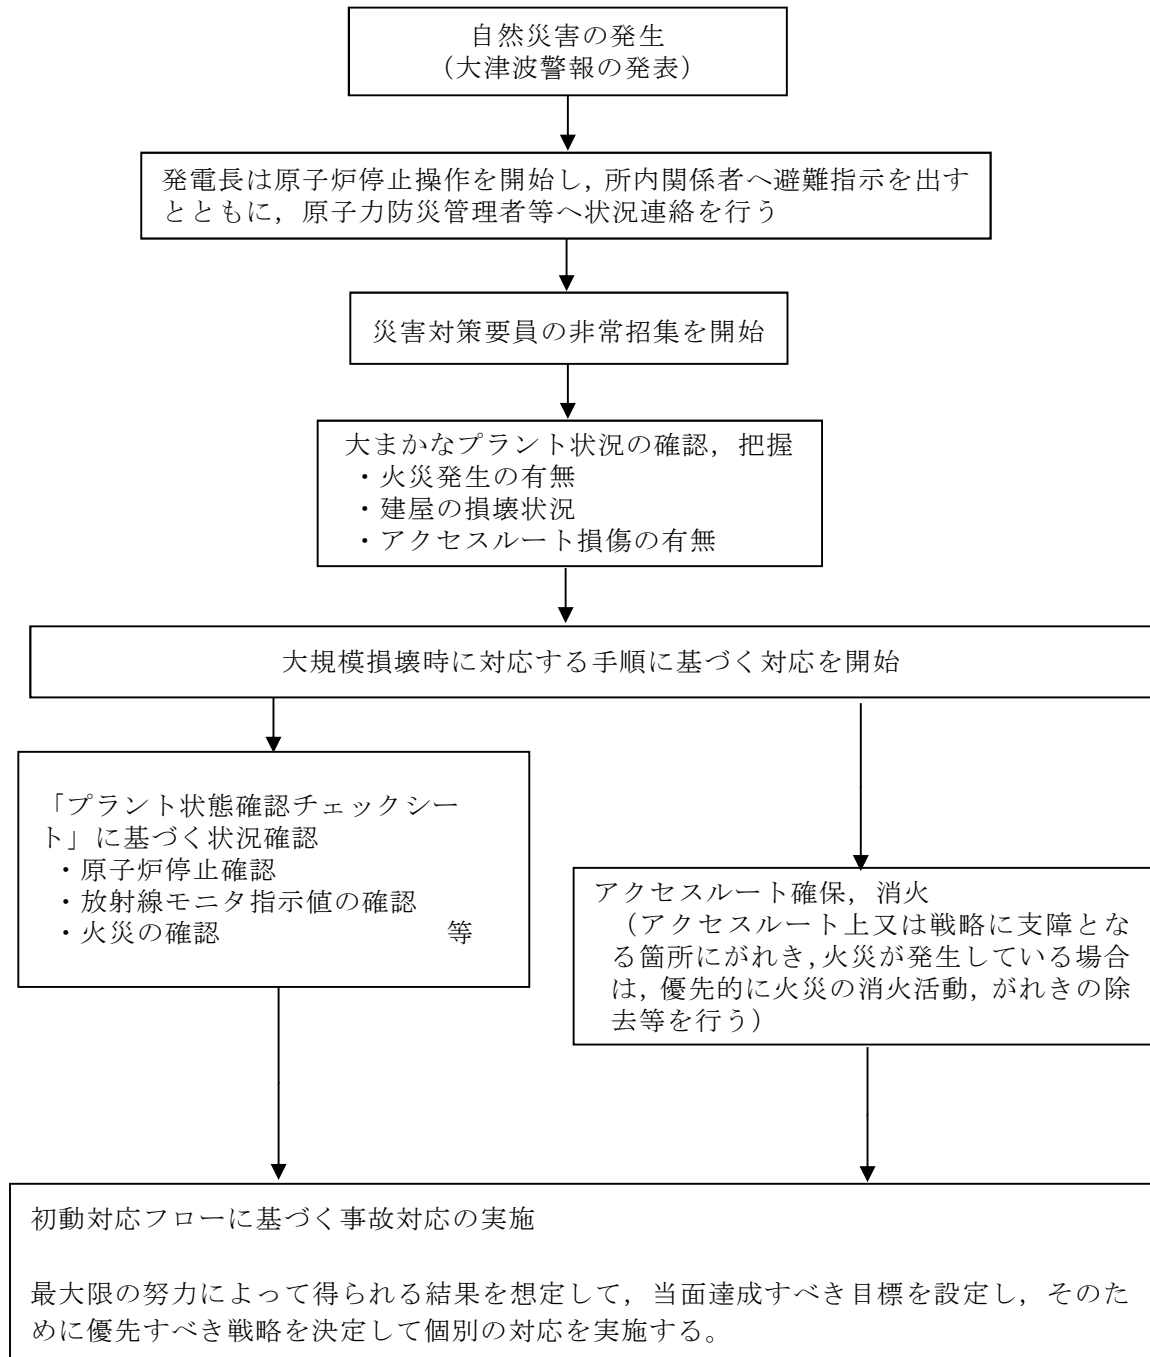 自然災害の発生
（大津波警報の発表）
発電長は原子炉停止操作を開始し，所内関係者へ避難指示を出す
とともに，原子力防災管理者等へ状況連絡を行う
災害対策要員の非常招集を開始
大まかなプラント状況の確認，把握
・火災発生の有無
・建屋の損壊状況
・アクセスルート損傷の有無
大規模損壊時に対応する手順に基づく対応を開始
「プラント状態確認チェックシー
ト」に基づく状況確認
・原子炉停止確認
・放射線モニタ指示値の確認
・火災の確認 等
アクセスルート確保，消火
（アクセスルート上又は戦略に支障とな
る箇所にがれき，火災が発生している場合
は，優先的に火災の消火活動，がれきの除
去等を行う）
初動対応フローに基づく事故対応の実施
最大限の努力によって得られる結果を想定して，当面達成すべき目標を設定し，そのた
めに優先すべき戦略を決定して個別の対応を実施する。